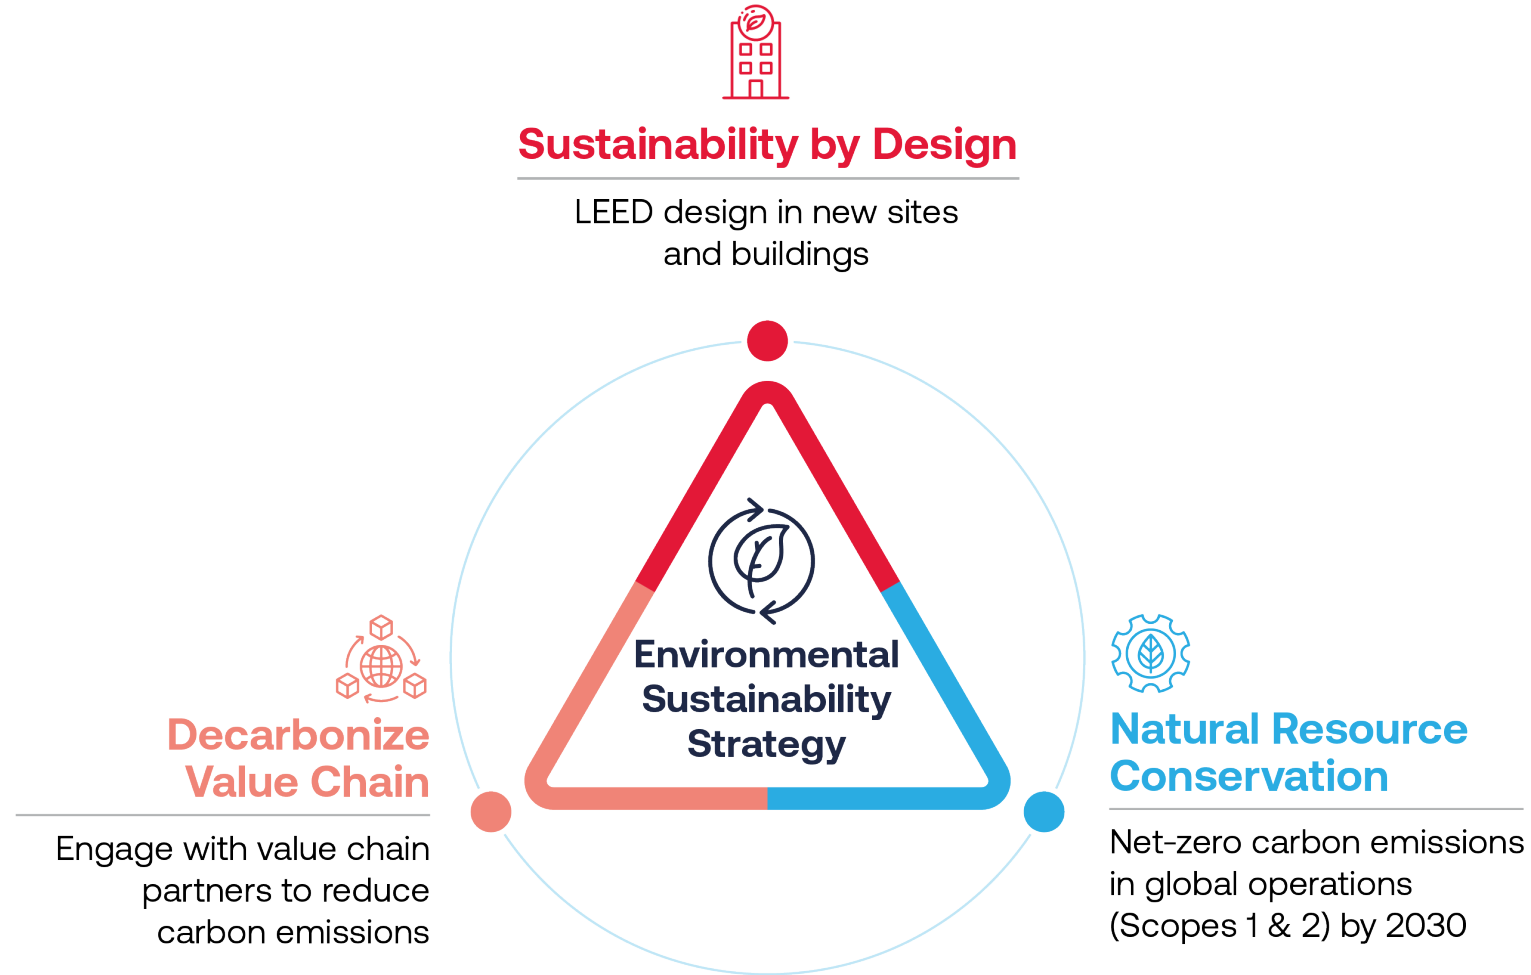 Sustainability by Design
LEED design in new sites
and buildings
Environmental
Sustainability
Strategy
Decarbonize
Value Chain
Engage with value chain
partners to reduce
carbon emissions
Natural Resource
Conservation
Net-zero carbon emissions
in global operations
(Scopes 1 & 2) by 2030